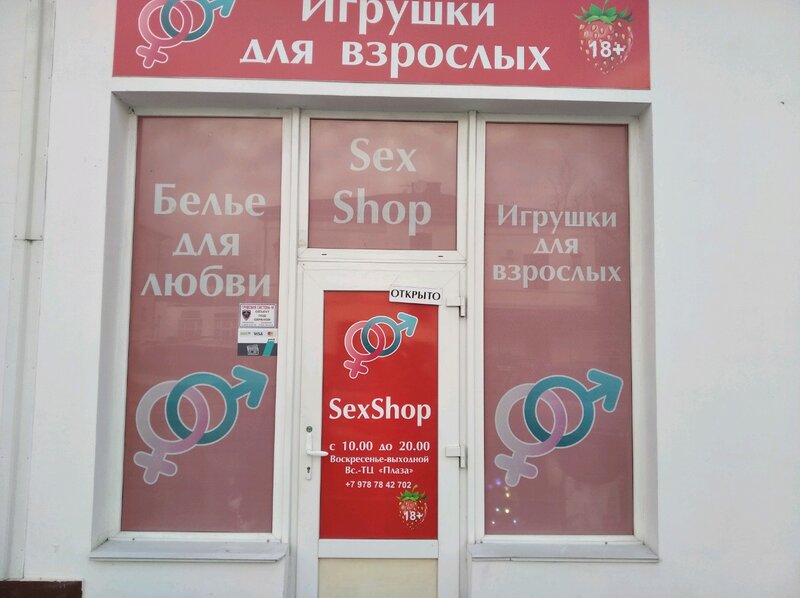 Игрушки
для взрослых
18+
Белье
для
любви
Sex
Shop
Игрушки
для
взрослых
ОТКРЫТО
VISA
SexShop
с 10.00 до 20.00
Воскресенье-выходной
Вс.-ТЦ «Плаза»
+7 978 78 42 702
18+